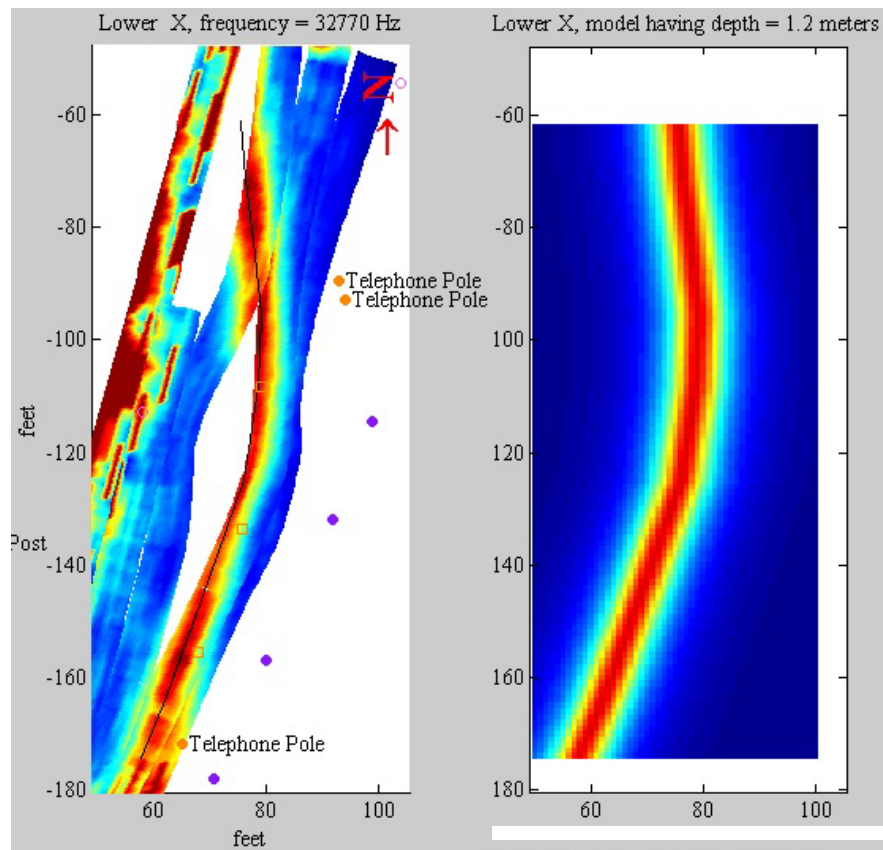 Lower X, frequency = 32770 Hz
Lower X, model having depth = 1.2 meters
N
-60
-80
-100
-120
-140
-160
-180
feet
Post
Telephone Pole
Telephone Pole
Telephone Pole
60
80
100
feet
-60
-80
100
120
140
160
180
60
80
100